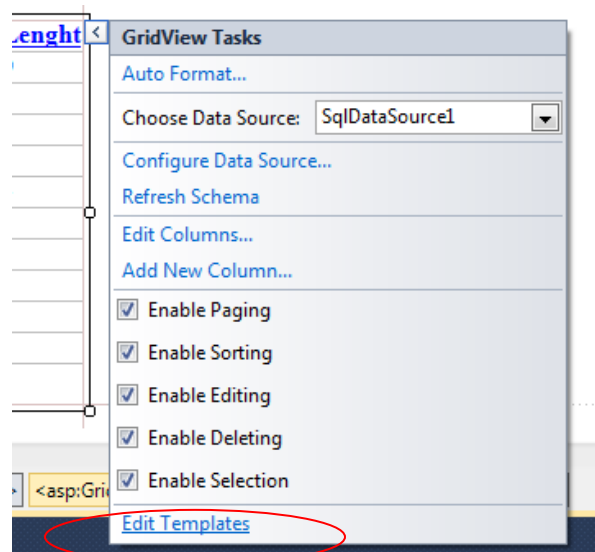 Lenght
GridView Tasks
Auto Format...
Choose Data Source: SqlDataSource1
Configure Data Source...
Refresh Schema
Edit Columns...
Add New Column...
Enable Paging
Enable Sorting
Enable Editing
Enable Deleting
Enable Selection
<asp:Gri
Edit Templates